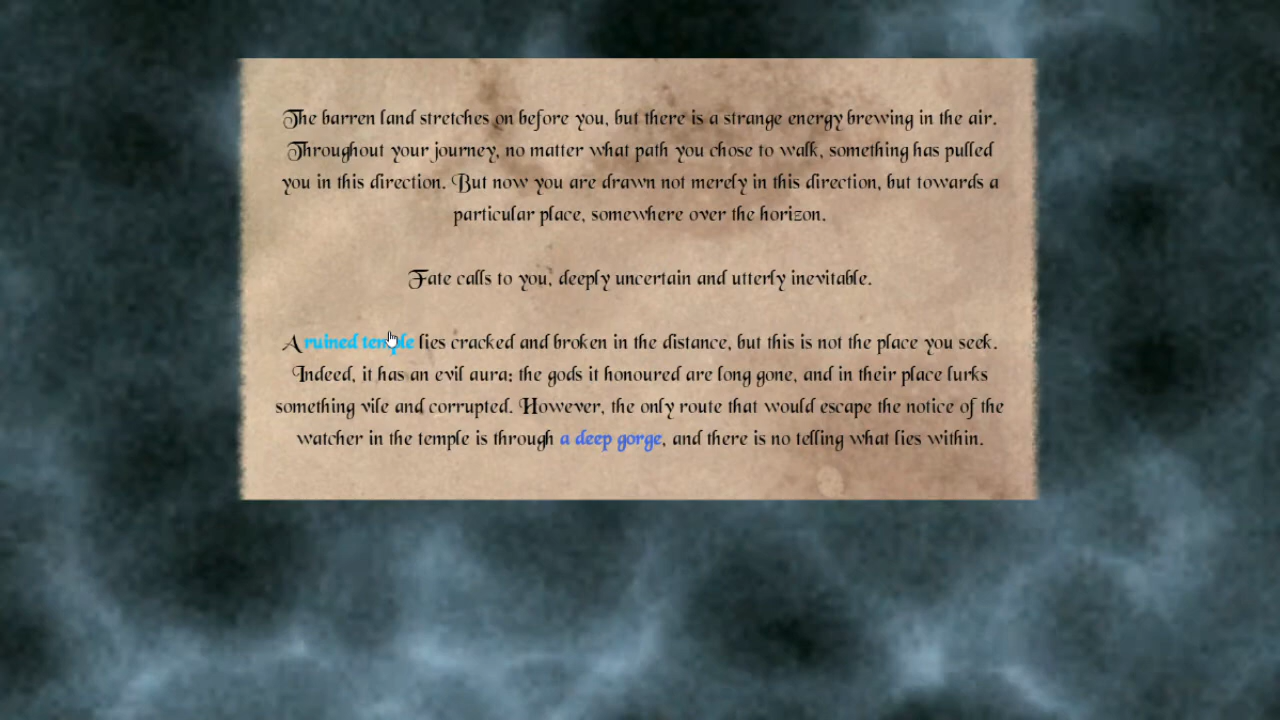 The barren land stretches on before you, but there is a strange energy brewing in the air.
Throughout your journey, no matter what path you chose to walk, something has pulled
you in this direction. But now you are drawn not merely in this direction, but towards a
particular place, somewhere over the horizon.
Fate calls to you, deeply uncertain and utterly inevitable.
A ruined temple lies cracked and broken in the distance, but this is not the place you seek.
Indeed, it has an evil aura: the gods it honoured are long gone, and in their place lurks
something vile and corrupted. However, the only route that would escape the notice of the
watcher in the temple is through a deep gorge, and there is no telling what lies within.